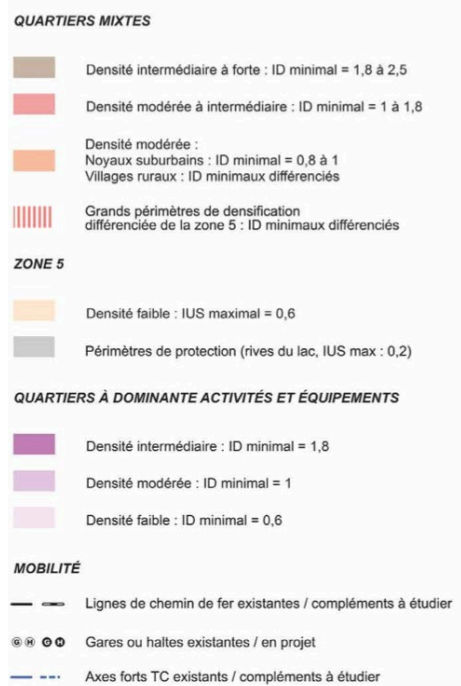 QUARTIERS MIXTES
Densité intermédiaire à forte : ID minimal = 1,8 à 2,5
Densité modérée à intermédiaire : ID minimal = 1 à 1,8
Densité modérée :
Noyaux suburbains : ID minimal = 0,8 à 1
Villages ruraux : ID minimaux différenciés
Grands périmètres de densification
différenciée de la zone 5 : ID minimaux différenciés
ZONE 5
Densité faible : IUS maximal = 0,6
Périmètres de protection (rives du lac, IUS max : 0,2)
QUARTIERS À DOMINANTE ACTIVITÉS ET ÉQUIPEMENTS
Densité intermédiaire : ID minimal = 1,8
Densité modérée : ID minimal = 1
Densité faible : ID minimal = 0,6
MOBILITÉ
Lignes de chemin de fer existantes / compléments à étudier
G H G H Gares ou haltes existantes / en projet
Axes forts TC existants / compléments à étudier